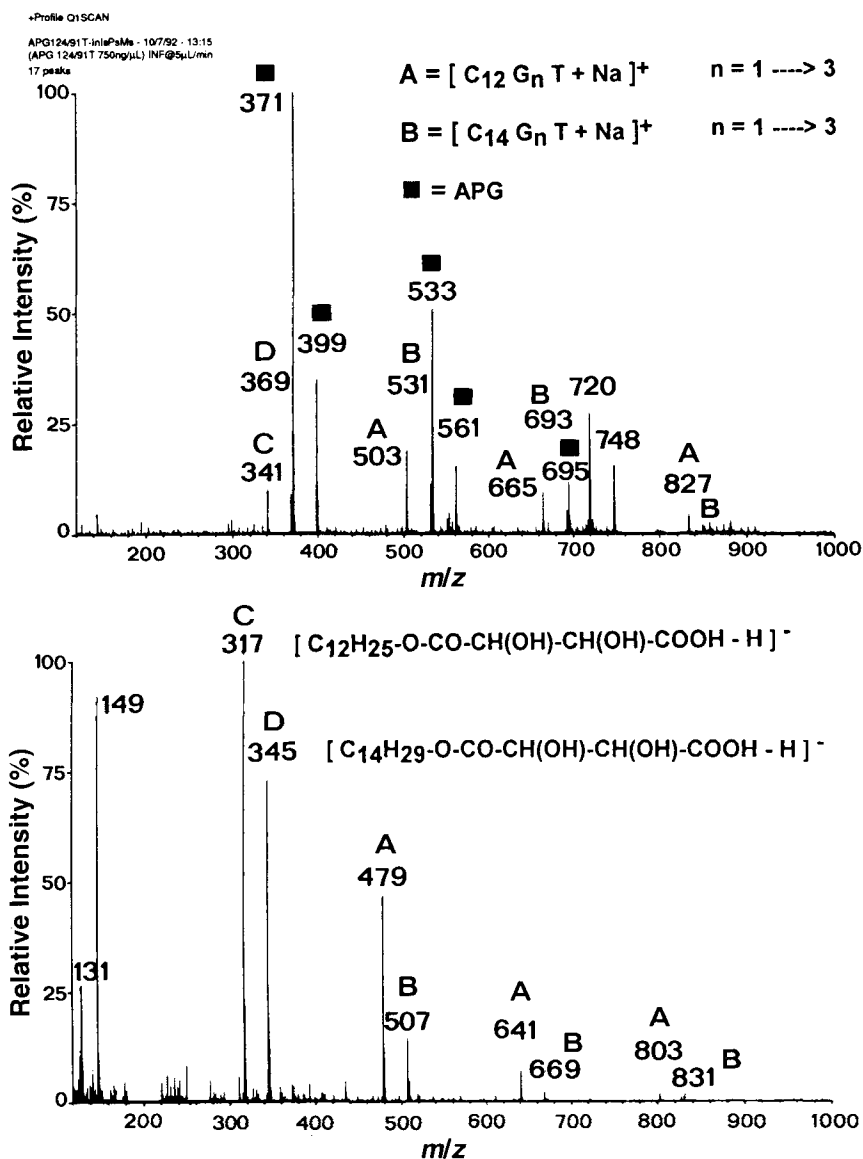 +Profile Q1SCAN
APG124/91T-InlsPsMs - 10/7/92 - 13:15
(APG 124/91T 750ng/µL) INF@5µL/min
17 peaks
A = [ C12 Gn T + Na ]+ n = 1 ----> 3
B = [ C14 Gn T + Na ]+ n = 1 ----> 3
■ = APG
Relative Intensity (%)
100
75
50
25
0
■
371
■
399
D
369
C
341
A
503
■
533
B
531
■
561
A
665
B
693
■
695
720
748
A
827
B
200 300 400 500 600 700 800 900 1000
m/z
Relative Intensity (%)
100
75
50
25
0
C
317 [ C12H25-O-CO-CH(OH)-CH(OH)-COOH - H ]-
149
D
345 [ C14H29-O-CO-CH(OH)-CH(OH)-COOH - H ]-
131
A
479
B
507
A
641
B
669
A
803
B
831
200 300 400 500 600 700 800 900 1000
m/z